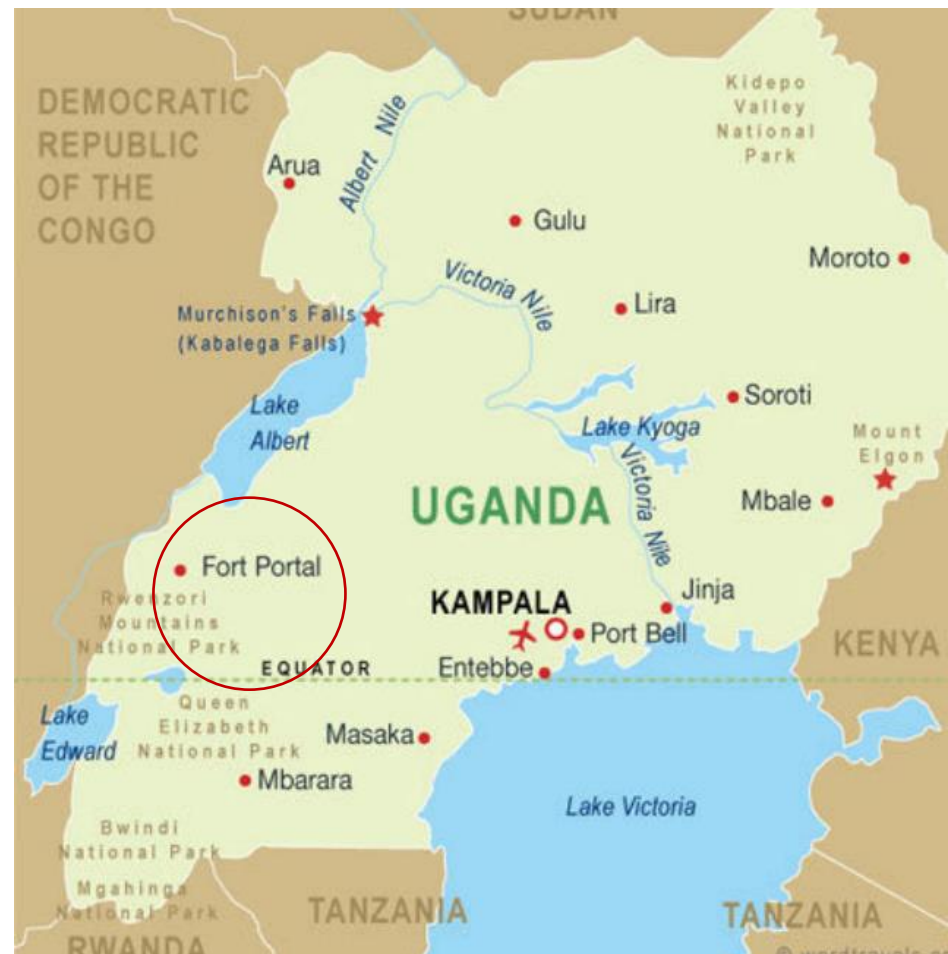 SUDAN
DEMOCRATIC
REPUBLIC
OF THE
CONGO
Kidepo
Valley
National
Park
Albert Nile
Arua
Gulu
Moroto
Victoria Nile
Lira
Murchison's Falls
(Kabalega Falls)
Lake
Albert
Soroti
Lake Kyoga
Mount
Elgon
Victoria Nile
UGANDA
Mbale
Fort Portal
Rwenzori
Mountains
National Park
KAMPALA
Jinja
Port Bell
KENYA
EQUATOR
Entebbe
Lake
Edward
Queen
Elizabeth
National Park
Masaka
Mbarara
Lake Victoria
Bwindi
National Park
Mgahinga
National Park
TANZANIA
TANZANIA
RWANDA